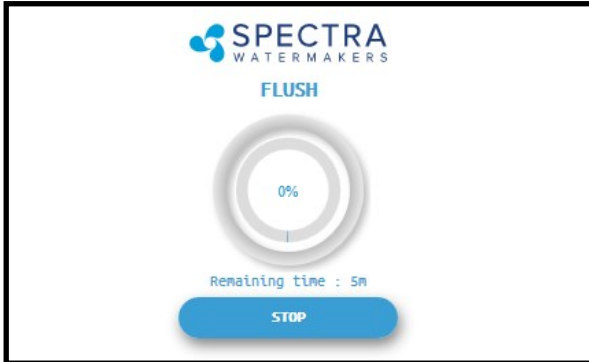 SPECTRA
WATERMAKERS
FLUSH
0%
Remaining time : 5m
STOP